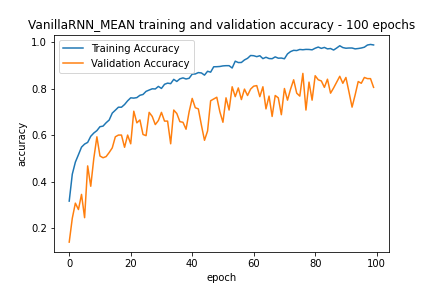 VanillaRNN_MEAN training and validation accuracy - 100 epochs
Training Accuracy
Validation Accuracy
1.0
0.8
0.6
0.4
0.2
accuracy
0 20 40 60 80 100
epoch